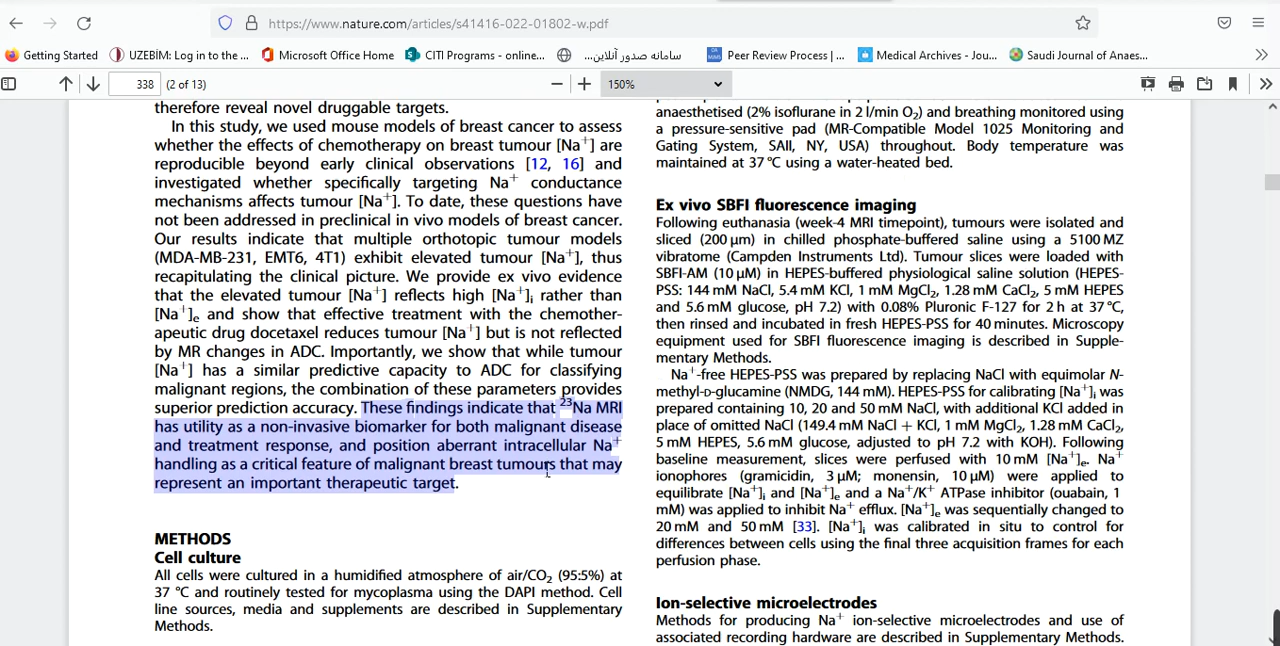 https://www.nature.com/articles/s41416-022-01802-w.pdf
Getting Started UZEBİM: Log in to the ... Microsoft Office Home CITI Programs - online... سامانه صدور آنلاین... Peer Review Process | ... Medical Archives - Jou... Saudi Journal of Anaes...
338 (2 of 13) 150%
therefore reveal novel druggable targets.
In this study, we used mouse models of breast cancer to assess
whether the effects of chemotherapy on breast tumour [Na⁺] are
reproducible beyond early clinical observations [12, 16] and
investigated whether specifically targeting Na⁺ conductance
mechanisms affects tumour [Na⁺]. To date, these questions have
not been addressed in preclinical in vivo models of breast cancer.
Our results indicate that multiple orthotopic tumour models
(MDA-MB-231, EMT6, 4T1) exhibit elevated tumour [Na⁺], thus
recapitulating the clinical picture. We provide ex vivo evidence
that the elevated tumour [Na⁺] reflects high [Na⁺]ᵢ rather than
[Na⁺]ₑ and show that effective treatment with the chemother-
apeutic drug docetaxel reduces tumour [Na⁺] but is not reflected
by MR changes in ADC. Importantly, we show that while tumour
[Na⁺] has a similar predictive capacity to ADC for classifying
malignant regions, the combination of these parameters provides
superior prediction accuracy. These findings indicate that ²³Na MRI
has utility as a non-invasive biomarker for both malignant disease
and treatment response, and position aberrant intracellular Na⁺
handling as a critical feature of malignant breast tumours that may
represent an important therapeutic target.
METHODS
Cell culture
All cells were cultured in a humidified atmosphere of air/CO₂ (95:5%) at
37 °C and routinely tested for mycoplasma using the DAPI method. Cell
line sources, media and supplements are described in Supplementary
Methods.
anaesthetised (2% isoflurane in 2 l/min O₂) and breathing monitored using
a pressure-sensitive pad (MR-Compatible Model 1025 Monitoring and
Gating System, SAII, NY, USA) throughout. Body temperature was
maintained at 37 °C using a water-heated bed.
Ex vivo SBFI fluorescence imaging
Following euthanasia (week-4 MRI timepoint), tumours were isolated and
sliced (200 µm) in chilled phosphate-buffered saline using a 5100 MZ
vibratome (Campden Instruments Ltd). Tumour slices were loaded with
SBFI-AM (10 µM) in HEPES-buffered physiological saline solution (HEPES-
PSS: 144 mM NaCl, 5.4 mM KCl, 1 mM MgCl₂, 1.28 mM CaCl₂, 5 mM HEPES
and 5.6 mM glucose, pH 7.2) with 0.08% Pluronic F-127 for 2 h at 37 °C,
then rinsed and incubated in fresh HEPES-PSS for 40 minutes. Microscopy
equipment used for SBFI fluorescence imaging is described in Supple-
mentary Methods.
Na⁺-free HEPES-PSS was prepared by replacing NaCl with equimolar N-
methyl-D-glucamine (NMDG, 144 mM). HEPES-PSS for calibrating [Na⁺]ᵢ was
prepared containing 10, 20 and 50 mM NaCl, with additional KCl added in
place of omitted NaCl (149.4 mM NaCl + KCl, 1 mM MgCl₂, 1.28 mM CaCl₂,
5 mM HEPES, 5.6 mM glucose, adjusted to pH 7.2 with KOH). Following
baseline measurement, slices were perfused with 10 mM [Na⁺]ₑ. Na⁺
ionophores (gramicidin, 3 µM; monensin, 10 µM) were applied to
equilibrate [Na⁺]ᵢ and [Na⁺]ₑ and a Na⁺/K⁺ ATPase inhibitor (ouabain, 1
mM) was applied to inhibit Na⁺ efflux. [Na⁺]ₑ was sequentially changed to
20 mM and 50 mM [33]. [Na⁺]ᵢ was calibrated in situ to control for
differences between cells using the final three acquisition frames for each
perfusion phase.
Ion-selective microelectrodes
Methods for producing Na⁺ ion-selective microelectrodes and use of
associated recording hardware are described in Supplementary Methods.